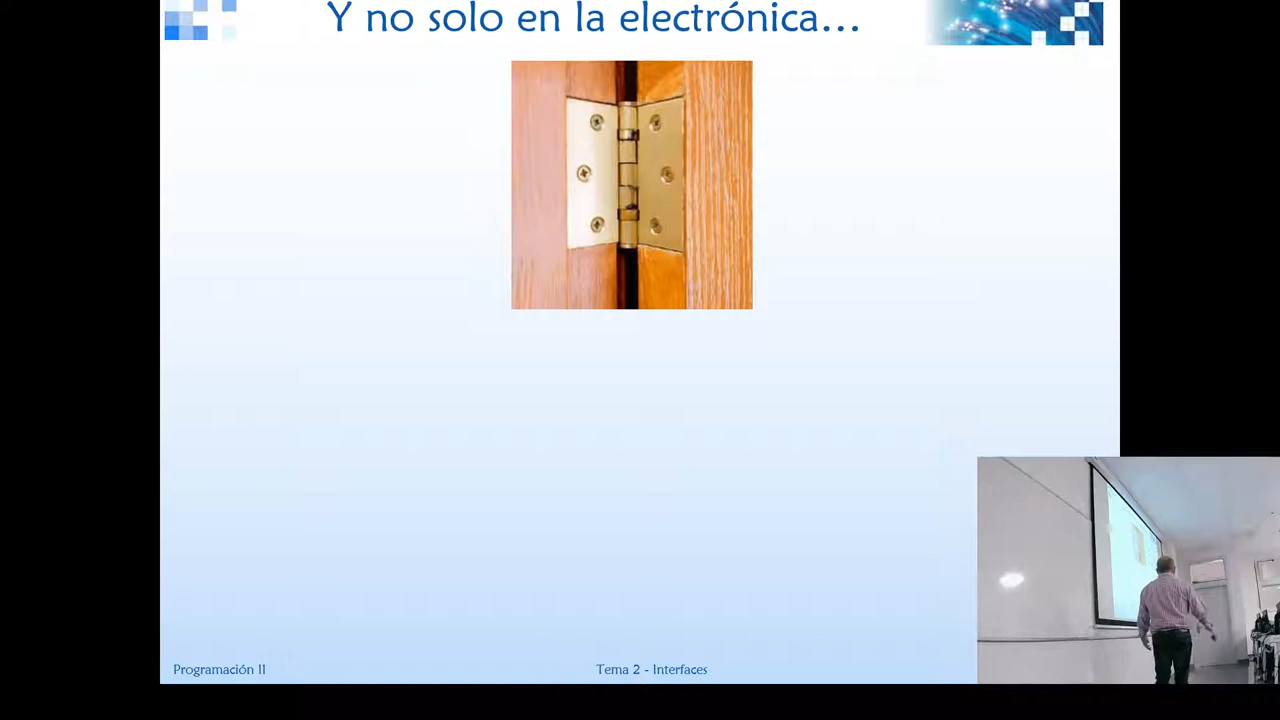 Y no solo en la electrónica...
Programación II
Tema 2 - Interfaces